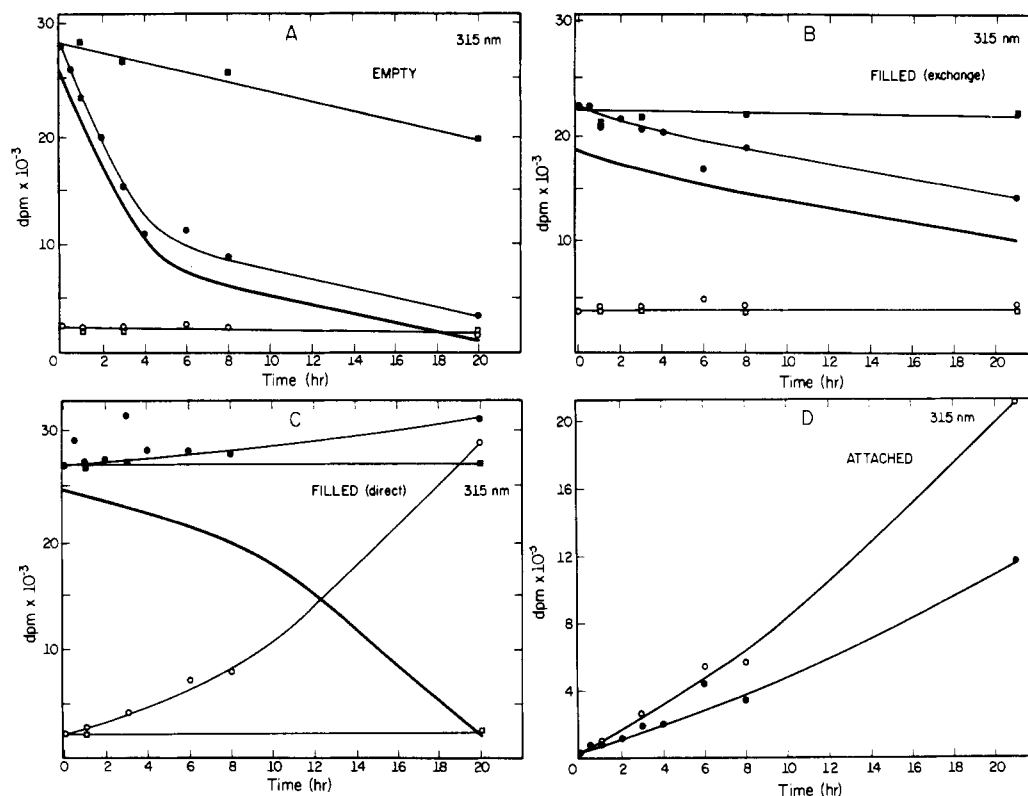 A
315 nm
EMPTY
30
20
10
0
dpm x 10⁻³
0 2 4 6 8 10 12 14 16 18 20
Time (hr)
B
315 nm
FILLED (exchange)
30
20
10
0
dpm x 10⁻³
0 2 4 6 8 10 12 14 16 18 20
Time (hr)
C
FILLED (direct) 315 nm
30
20
10
dpm x 10⁻³
0 2 4 6 8 10 12 14 16 18 20
Time (hr)
D
315 nm
ATTACHED
20
16
12
8
4
0
dpm x 10⁻³
0 2 4 6 8 10 12 14 16 18 20
Time (hr)